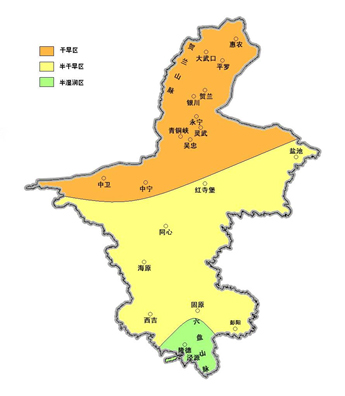 干旱区
半干旱区
半湿润区
贺兰山脉
惠农
大武口
平罗
贺兰
银川
永宁
灵武
青铜峡
吴忠
盐池
中卫
中宁
红寺堡
同心
海原
固原
西吉
彭阳
六盘山脉
隆德
泾源